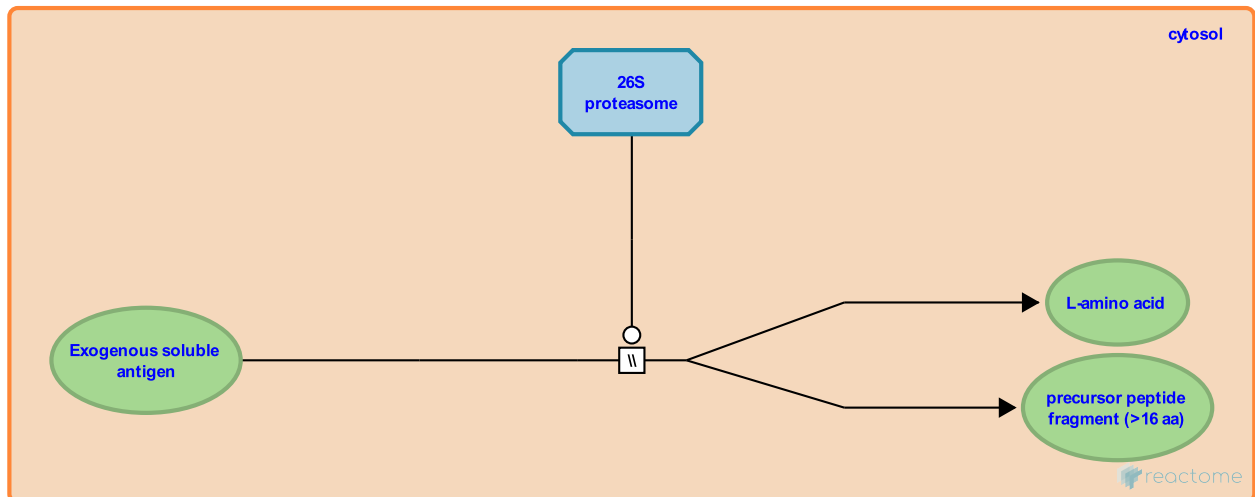 cytosol
26S
proteasome
L-amino acid
Exogenous soluble
antigen
\\
precursor peptide
fragment (>16 aa)
reactome